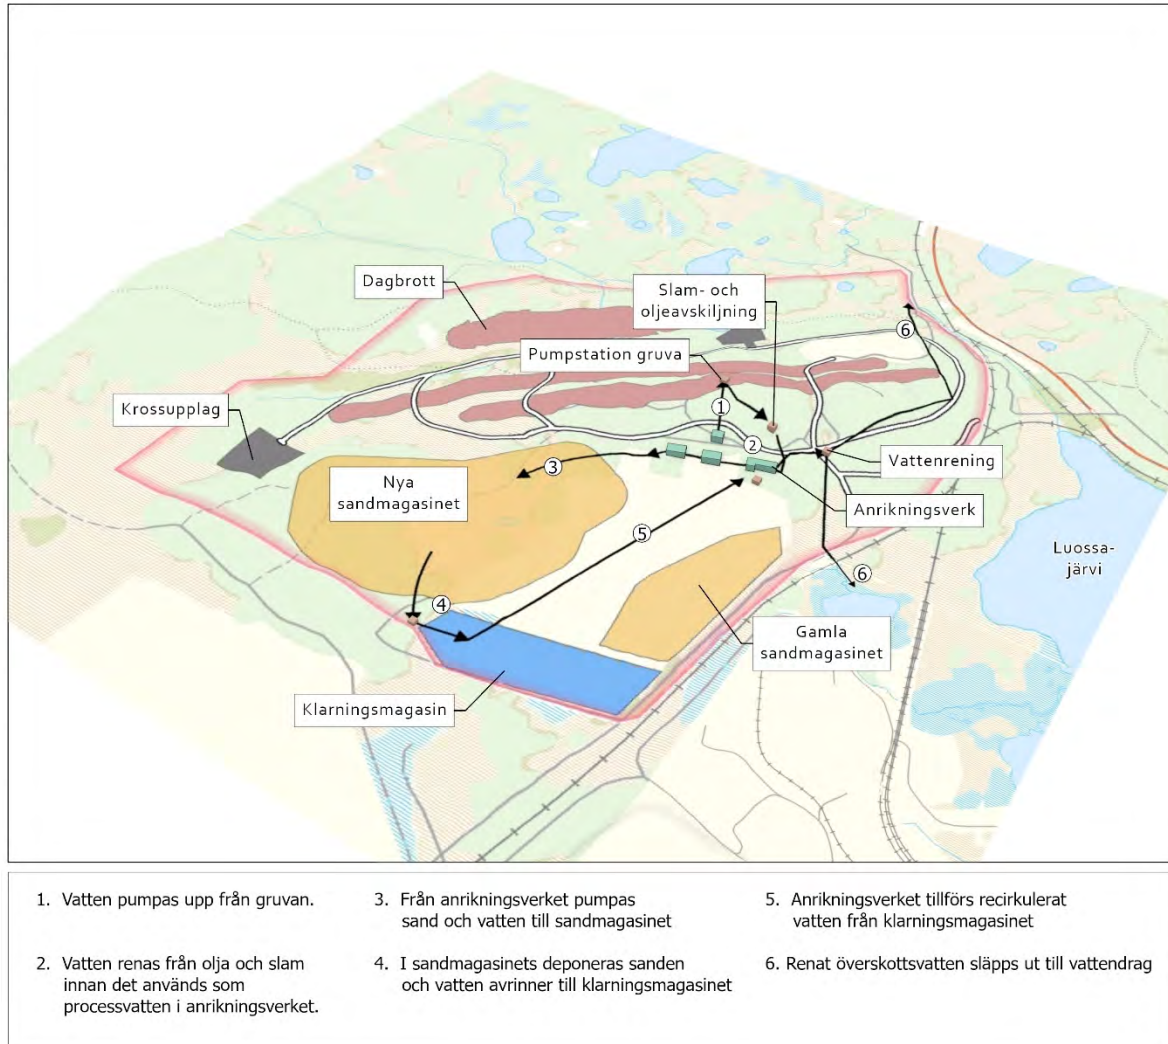 Dagbrott
Slam- och
oljeavskiljning
6
Pumpstation gruva
Krossupplag
1
2
Vattenrening
3
Nya
sandmagasinet
Anrikningsverk
5
Luossa-
järvi
6
4
Gamla
sandmagasinet
Klarningsmagasin
1. Vatten pumpas upp från gruvan.
2. Vatten renas från olja och slam
innan det används som
processvatten i anrikningsverket.
3. Från anrikningsverket pumpas
sand och vatten till sandmagasinet
4. I sandmagasinets deponeras sanden
och vatten avrinner till klarningsmagasinet
5. Anrikningsverket tillförs recirkulerat
vatten från klarningsmagasinet
6. Renat överskottsvatten släpps ut till vattendrag